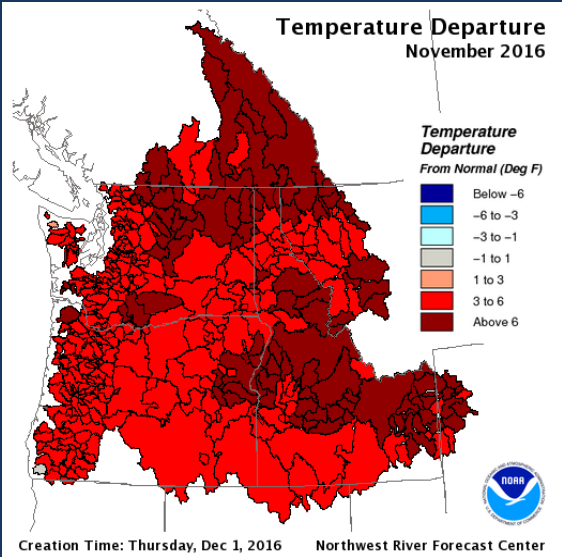 Temperature Departure
November 2016
Temperature
Departure
From Normal (Deg F)
Below -6
-6 to -3
-3 to -1
-1 to 1
1 to 3
3 to 6
Above 6
NOAA
Creation Time: Thursday, Dec 1, 2016 Northwest River Forecast Center